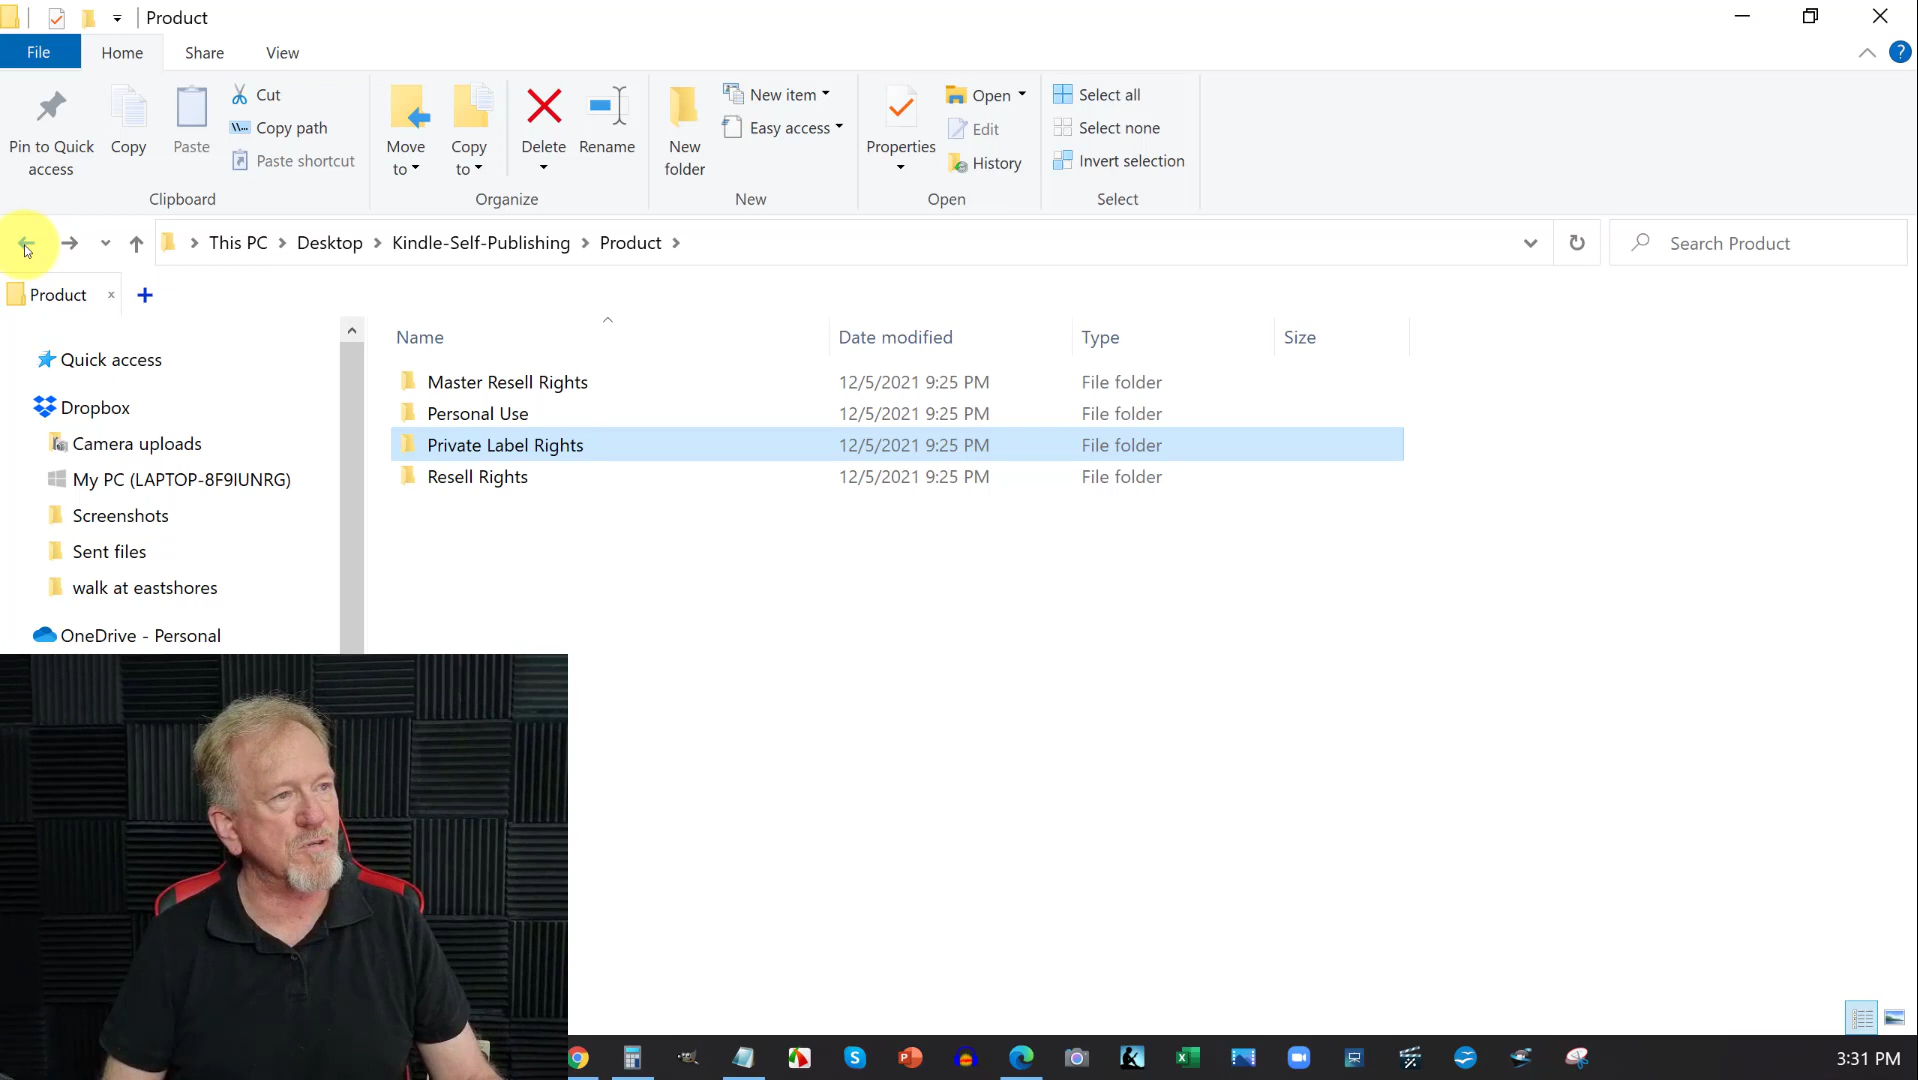 Product
File Home Share View
?
Pin to Quick access
Copy
Paste
Cut
Copy path
Paste shortcut
Clipboard
Move to
Copy to
Delete
Rename
Organize
New folder
New item
Easy access
New
Properties
Open
Edit
History
Open
Select all
Select none
Invert selection
Select
This PC > Desktop > Kindle-Self-Publishing > Product >
Search Product
Product x +
Name Date modified Type Size
Master Resell Rights 12/5/2021 9:25 PM File folder
Personal Use 12/5/2021 9:25 PM File folder
Private Label Rights 12/5/2021 9:25 PM File folder
Resell Rights 12/5/2021 9:25 PM File folder
Quick access
Dropbox
Camera uploads
My PC (LAPTOP-8F9IUNRG)
Screenshots
Sent files
walk at eastshores
OneDrive - Personal
3:31 PM